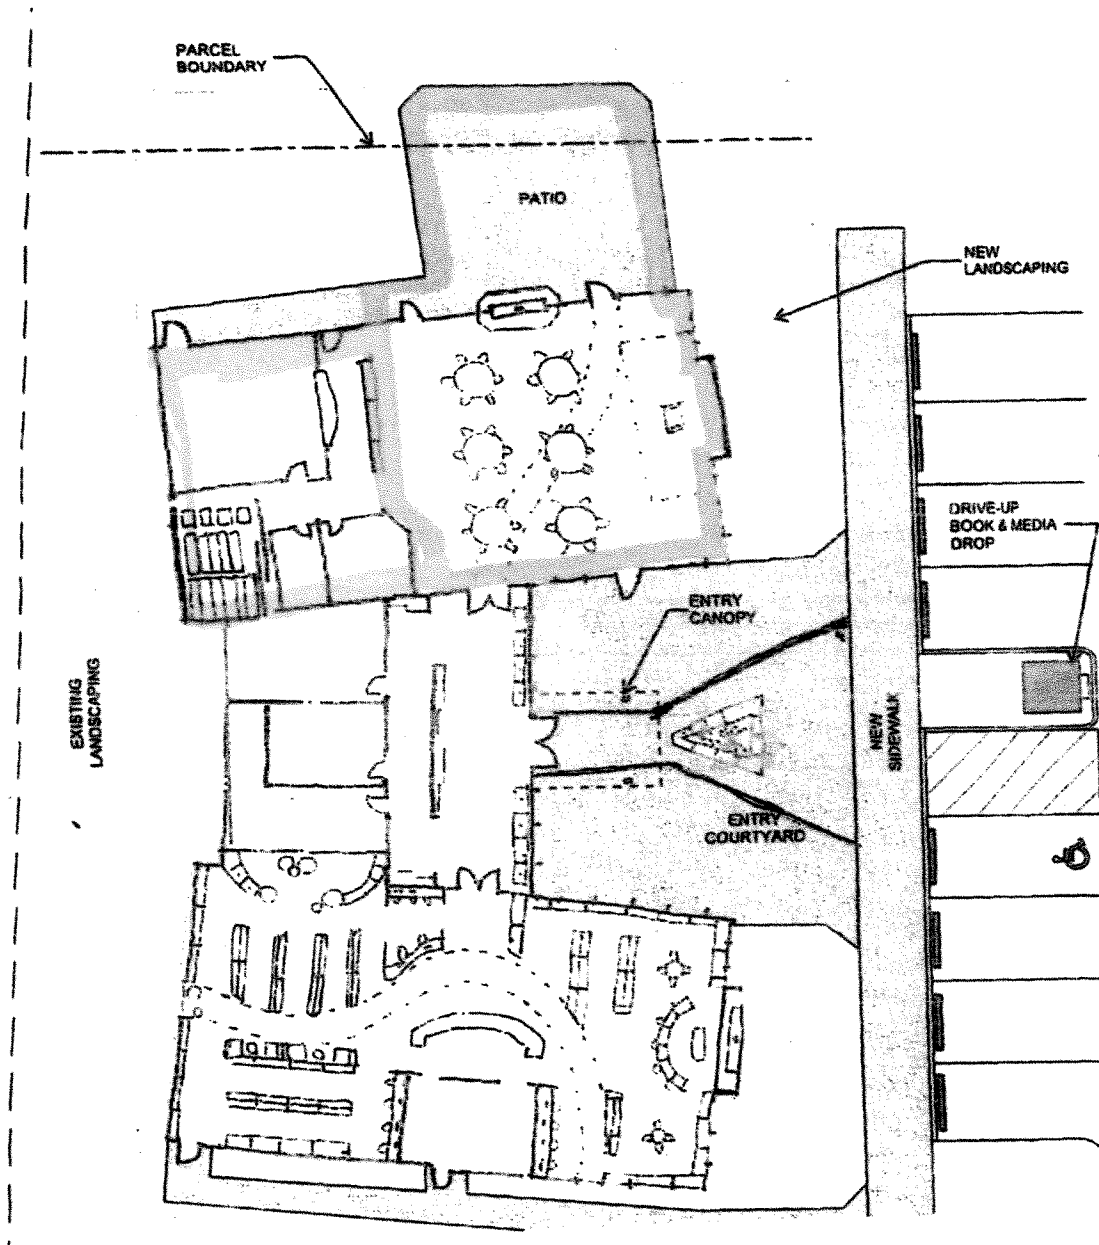 PARCEL
BOUNDARY
PATIO
NEW
LANDSCAPING
DRIVE-UP
BOOK & MEDIA
DROP
ENTRY
CANOPY
EXISTING
LANDSCAPING
NEW
SIDEWALK
ENTRY
COURTYARD